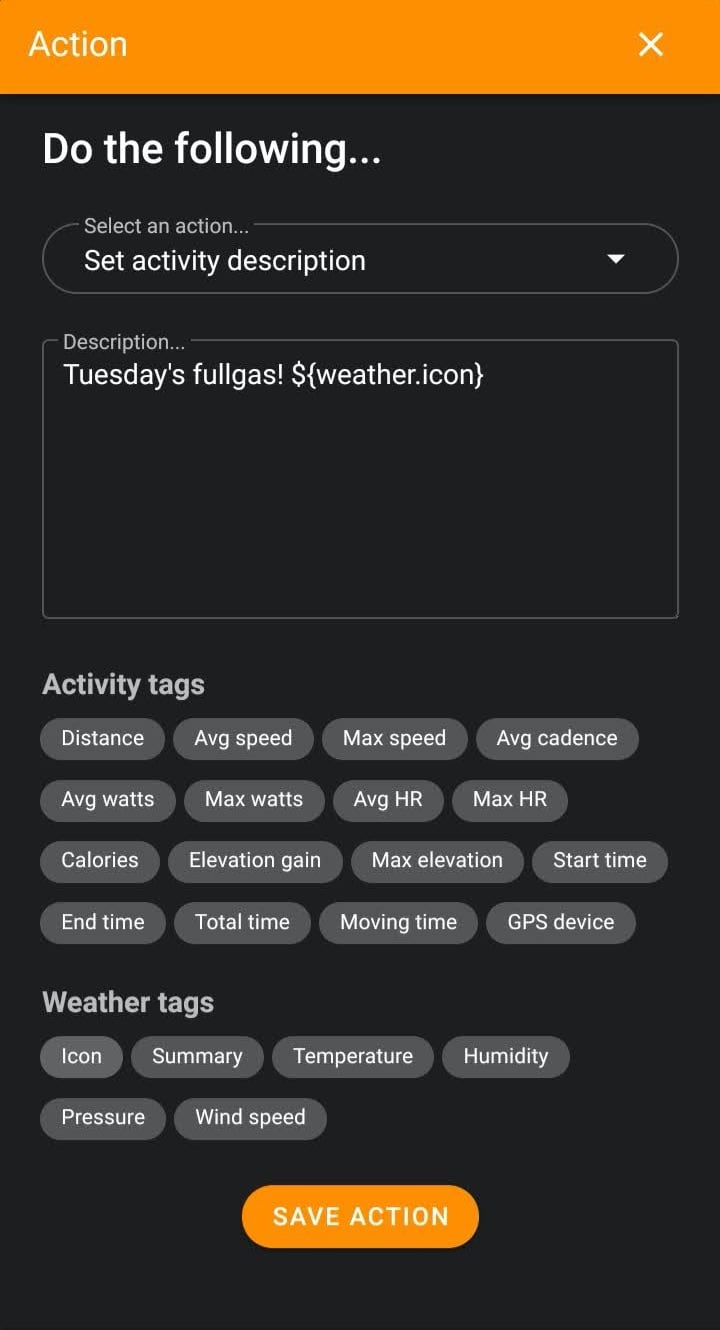 Action
Do the following...
Select an action...
Set activity description
Description...
Tuesday's fullgas! ${weather.icon}
Activity tags
Distance Avg speed Max speed Avg cadence
Avg watts Max watts Avg HR Max HR
Calories Elevation gain Max elevation Start time
End time Total time Moving time GPS device
Weather tags
Icon Summary Temperature Humidity
Pressure Wind speed
SAVE ACTION